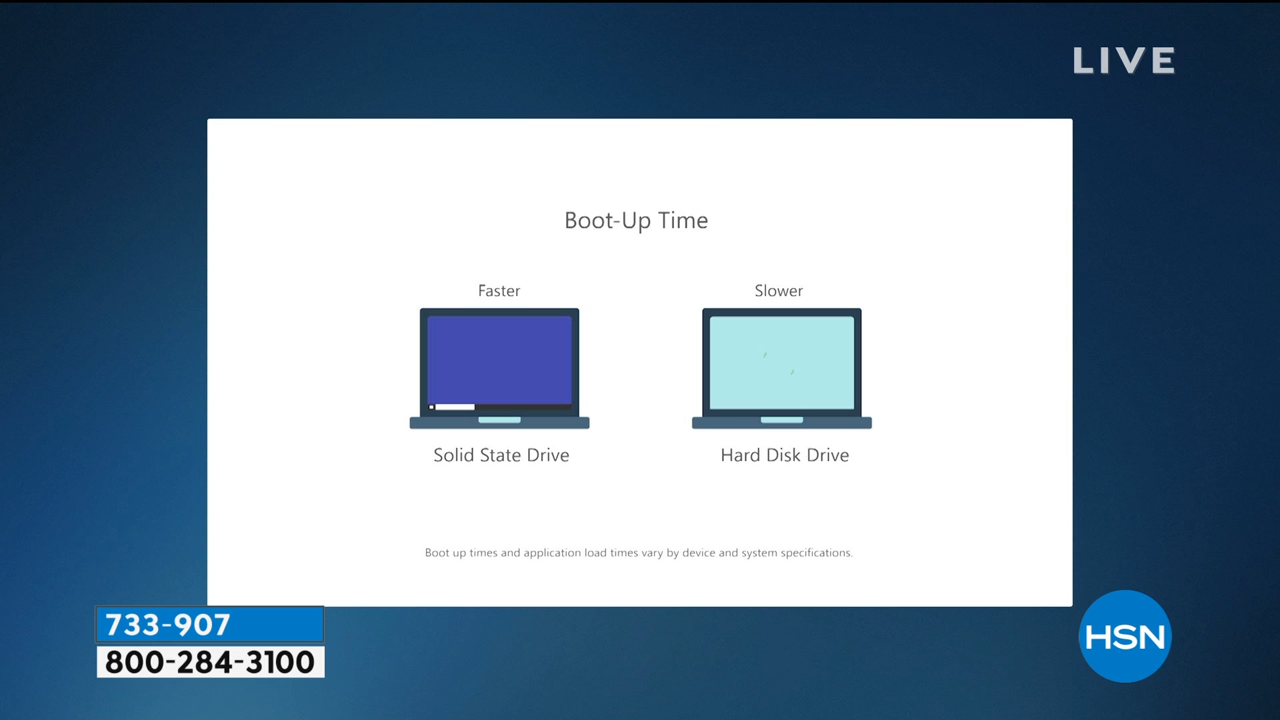 LIVE
Boot-Up Time
Faster
Slower
Solid State Drive
Hard Disk Drive
Boot up times and application load times vary by device and system specifications.
733-907
800-284-3100
HSN